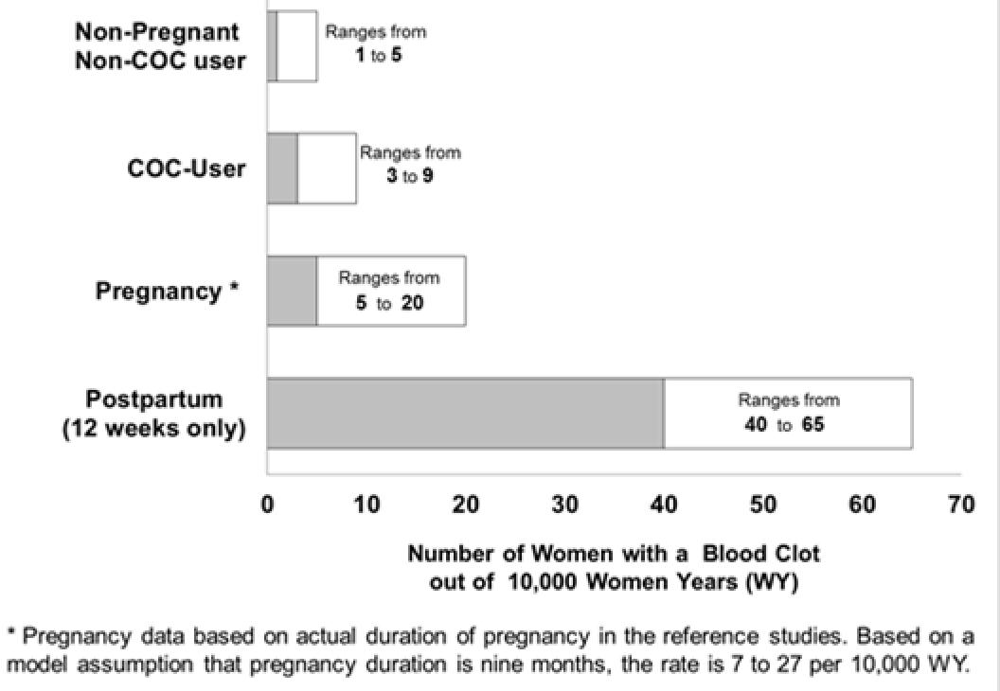 Non-Pregnant
Non-COC user
Ranges from
1 to 5
COC-User
Ranges from
3 to 9
Pregnancy *
Ranges from
5 to 20
Postpartum
(12 weeks only)
Ranges from
40 to 65
0 10 20 30 40 50 60 70
Number of Women with a Blood Clot
out of 10,000 Women Years (WY)
* Pregnancy data based on actual duration of pregnancy in the reference studies. Based on a
model assumption that pregnancy duration is nine months, the rate is 7 to 27 per 10,000 WY.